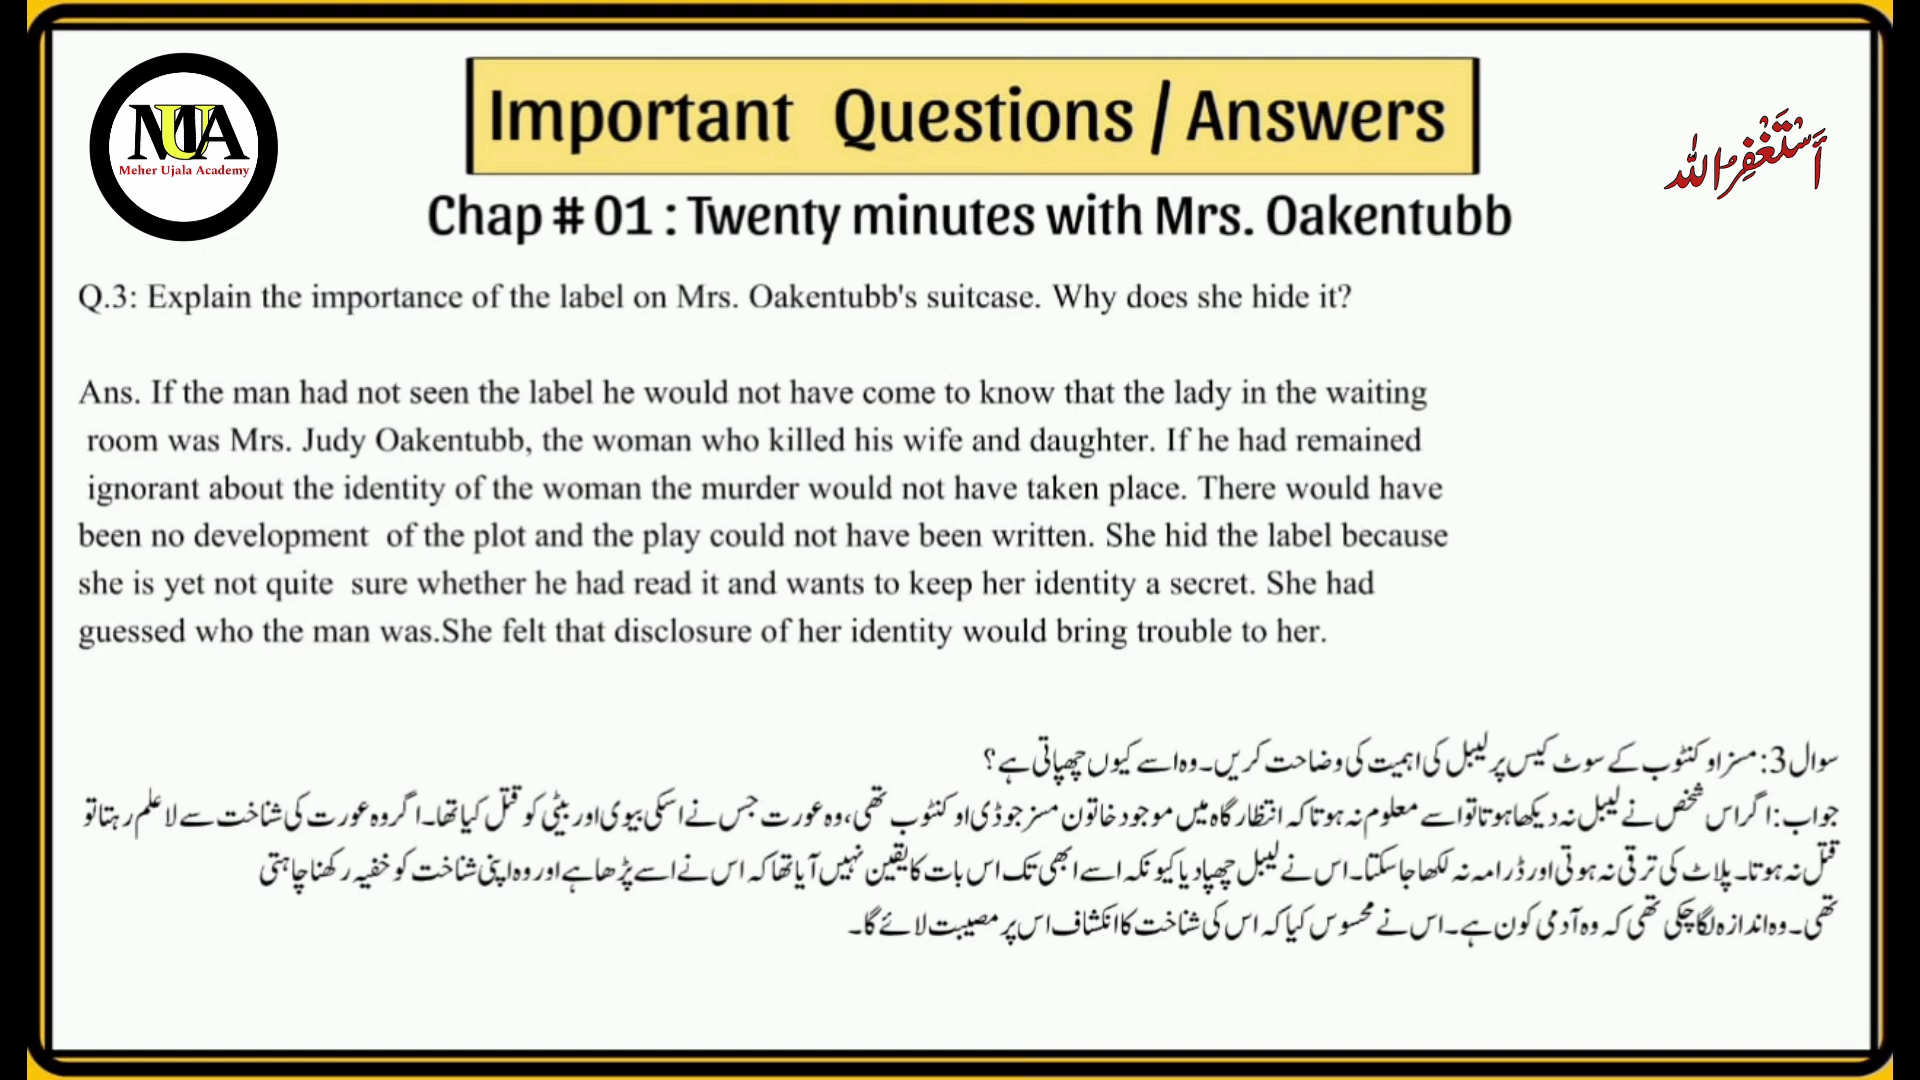 MUA
Meher Ujala Academy
Important Questions / Answers
أَسْتَغْفِرُ اللّٰه
Chap # 01 : Twenty minutes with Mrs. Oakentubb
Q.3: Explain the importance of the label on Mrs. Oakentubb's suitcase. Why does she hide it?
Ans. If the man had not seen the label he would not have come to know that the lady in the waiting
room was Mrs. Judy Oakentubb, the woman who killed his wife and daughter. If he had remained
ignorant about the identity of the woman the murder would not have taken place. There would have
been no development of the plot and the play could not have been written. She hid the label because
she is yet not quite sure whether he had read it and wants to keep her identity a secret. She had
guessed who the man was.She felt that disclosure of her identity would bring trouble to her.
سوال 3: مسز اوکنٹوب کے سوٹ کیس پر لیبل کی اہمیت کی وضاحت کریں۔ وہ اسے کیوں چھپاتی ہے؟
جواب: اگر اس شخص نے لیبل نہ دیکھا ہوتا تو اسے معلوم نہ ہوتا کہ انتظار گاہ میں موجود خاتون مسز جوڈی اوکنٹوب تھی، وہ عورت جس نے اسکی بیوی اور بیٹی کو قتل کیا تھا۔ اگر وہ عورت کی شناخت سے لاعلم رہتا تو
قتل نہ ہوتا۔ پلاٹ کی ترقی نہ ہوتی اور ڈرامہ نہ لکھا جا سکتا۔ اس نے لیبل چھپا دیا کیونکہ اسے ابھی تک اس بات کا یقین نہیں آیا تھا کہ اس نے اسے پڑھا ہے اور وہ اپنی شناخت کو خفیہ رکھنا چاہتی
تھی۔ وہ اندازہ لگا چکی تھی کہ وہ آدمی کون ہے۔ اس نے محسوس کیا کہ اس کی شناخت کا انکشاف اس پر مصیبت لائے گا۔